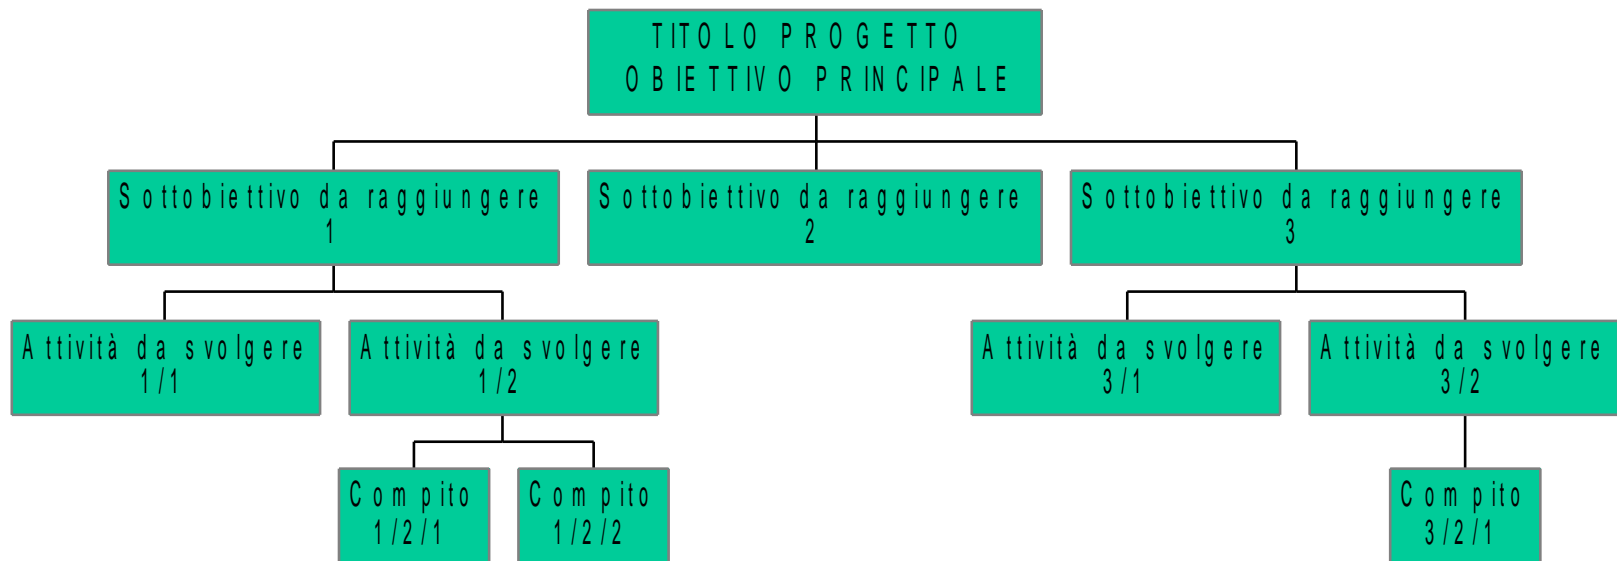 TITOLO PROGETTO
OBIETTIVO PRINCIPALE
Sottobiettivo da raggiungere
1
Sottobiettivo da raggiungere
2
Sottobiettivo da raggiungere
3
Attività da svolgere
1/1
Attività da svolgere
1/2
Attività da svolgere
3/1
Attività da svolgere
3/2
Compito
1/2/1
Compito
1/2/2
Compito
3/2/1